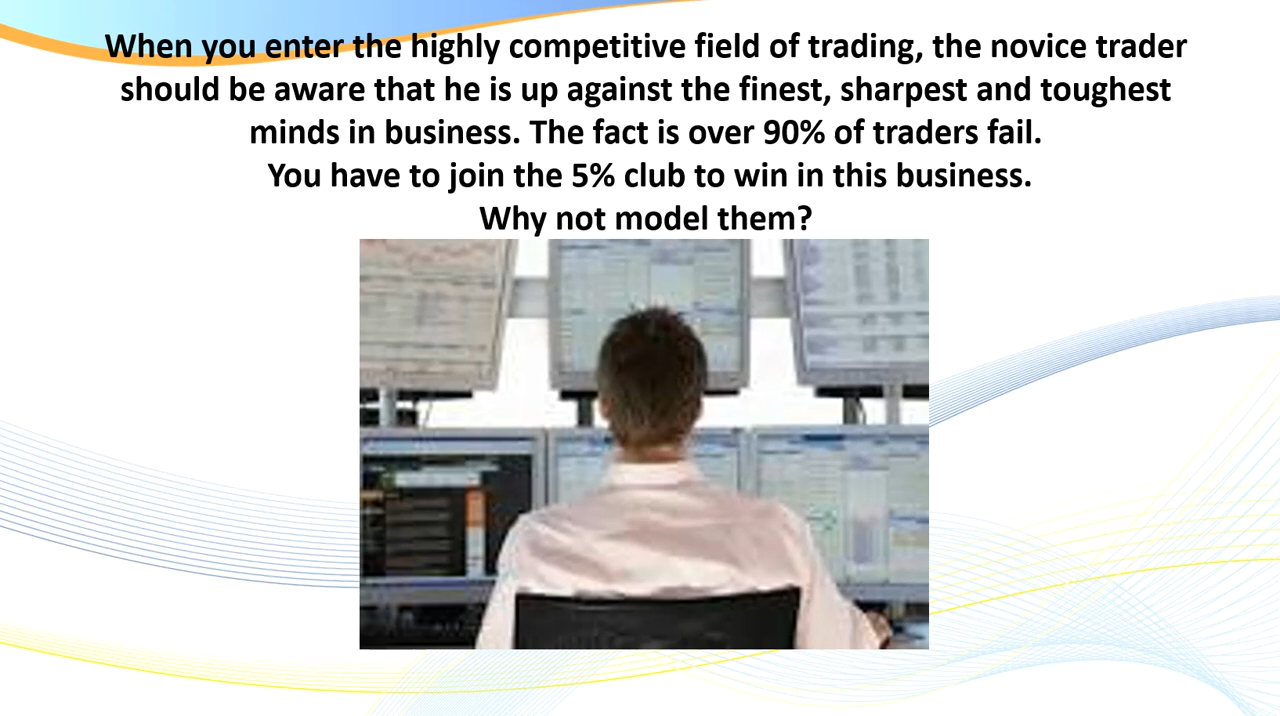 When you enter the highly competitive field of trading, the novice trader
should be aware that he is up against the finest, sharpest and toughest
minds in business. The fact is over 90% of traders fail.
You have to join the 5% club to win in this business.
Why not model them?